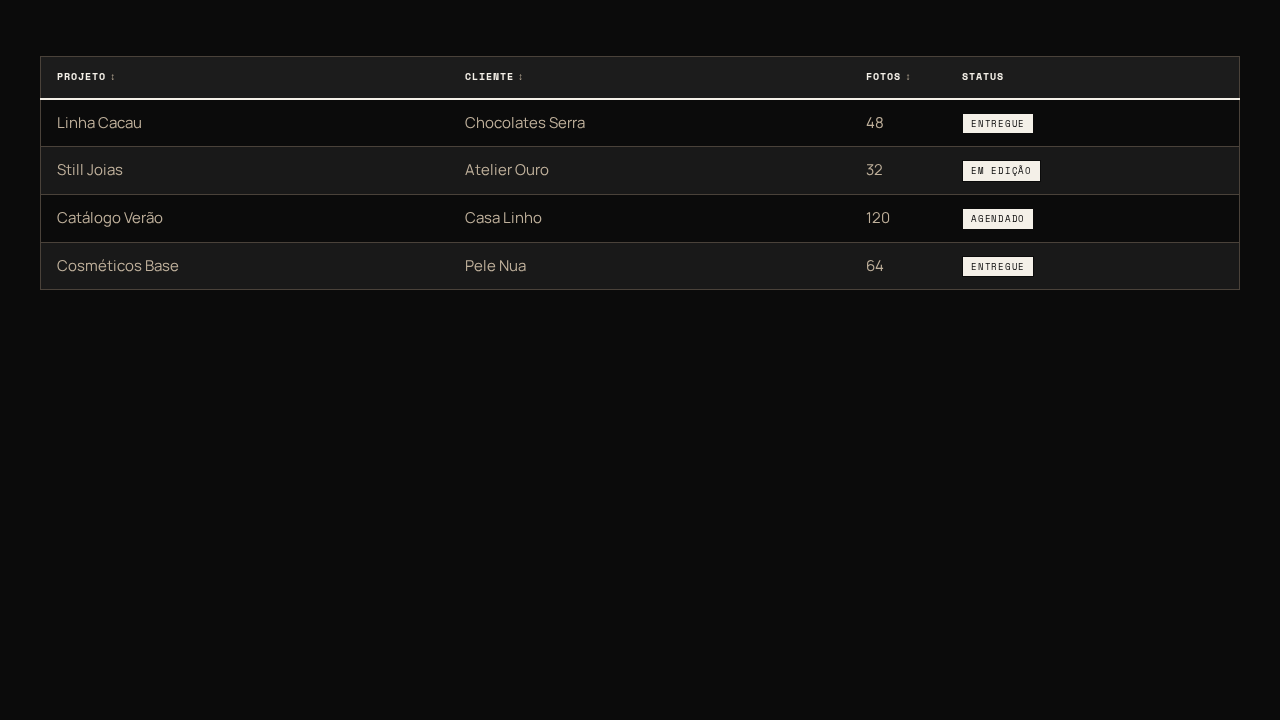 PROJETO ↕ CLIENTE ↕ FOTOS ↕ STATUS
Linha Cacau Chocolates Serra 48 ENTREGUE
Still Joias Atelier Ouro 32 EM EDIÇÃO
Catálogo Verão Casa Linho 120 AGENDADO
Cosméticos Base Pele Nua 64 ENTREGUE